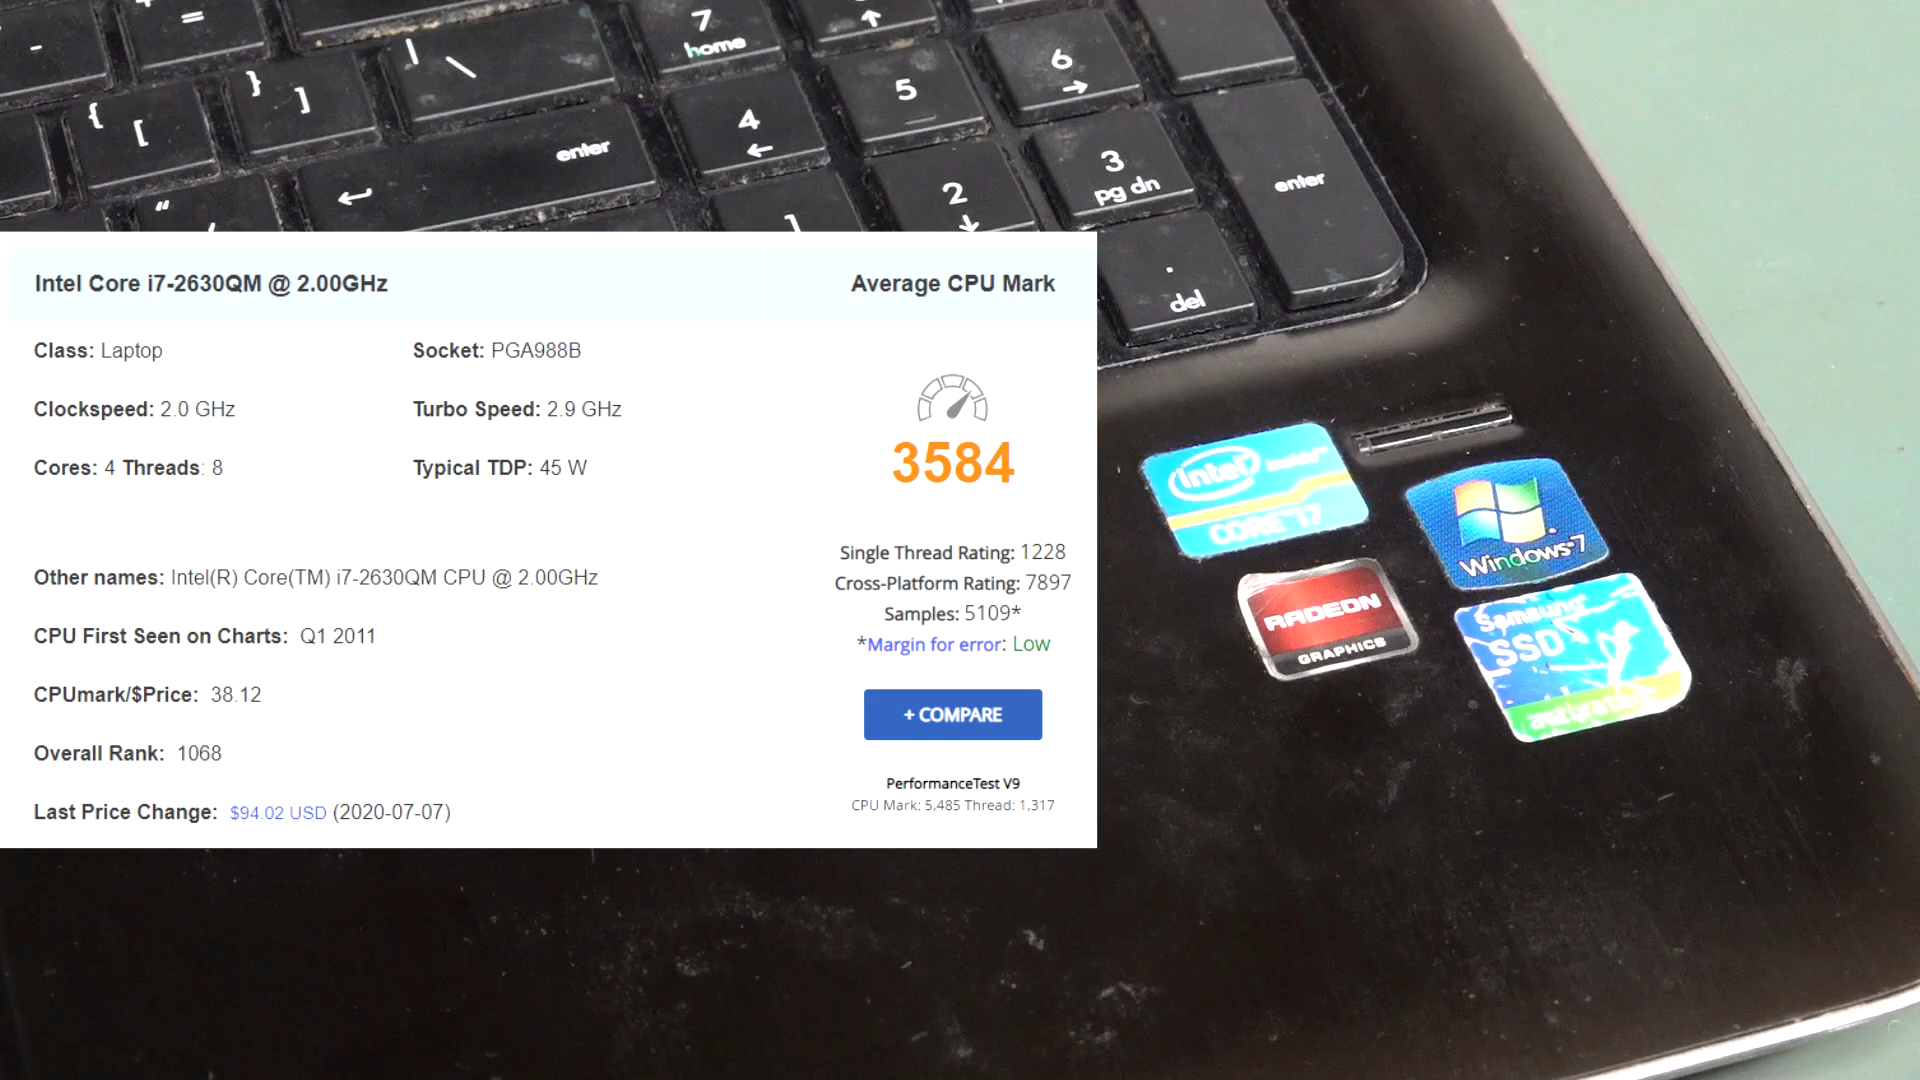 - + = | \ 7 home
{ [ } ] 4 5 6
enter
" 2 3 pg dn enter
1
. del
Intel Core i7-2630QM @ 2.00GHz
Average CPU Mark
Class: Laptop
Socket: PGA988B
Clockspeed: 2.0 GHz
Turbo Speed: 2.9 GHz
Cores: 4 Threads: 8
Typical TDP: 45 W
3584
Other names: Intel(R) Core(TM) i7-2630QM CPU @ 2.00GHz
CPU First Seen on Charts: Q1 2011
CPUmark/$Price: 38.12
Overall Rank: 1068
Last Price Change: $94.02 USD (2020-07-07)
Single Thread Rating: 1228
Cross-Platform Rating: 7897
Samples: 5109*
*Margin for error: Low
+ COMPARE
PerformanceTest V9
CPU Mark: 5,485 Thread: 1,317
intel inside™
CORE™ i7
Windows 7
RADEON
GRAPHICS
Samsung
SSD
activated